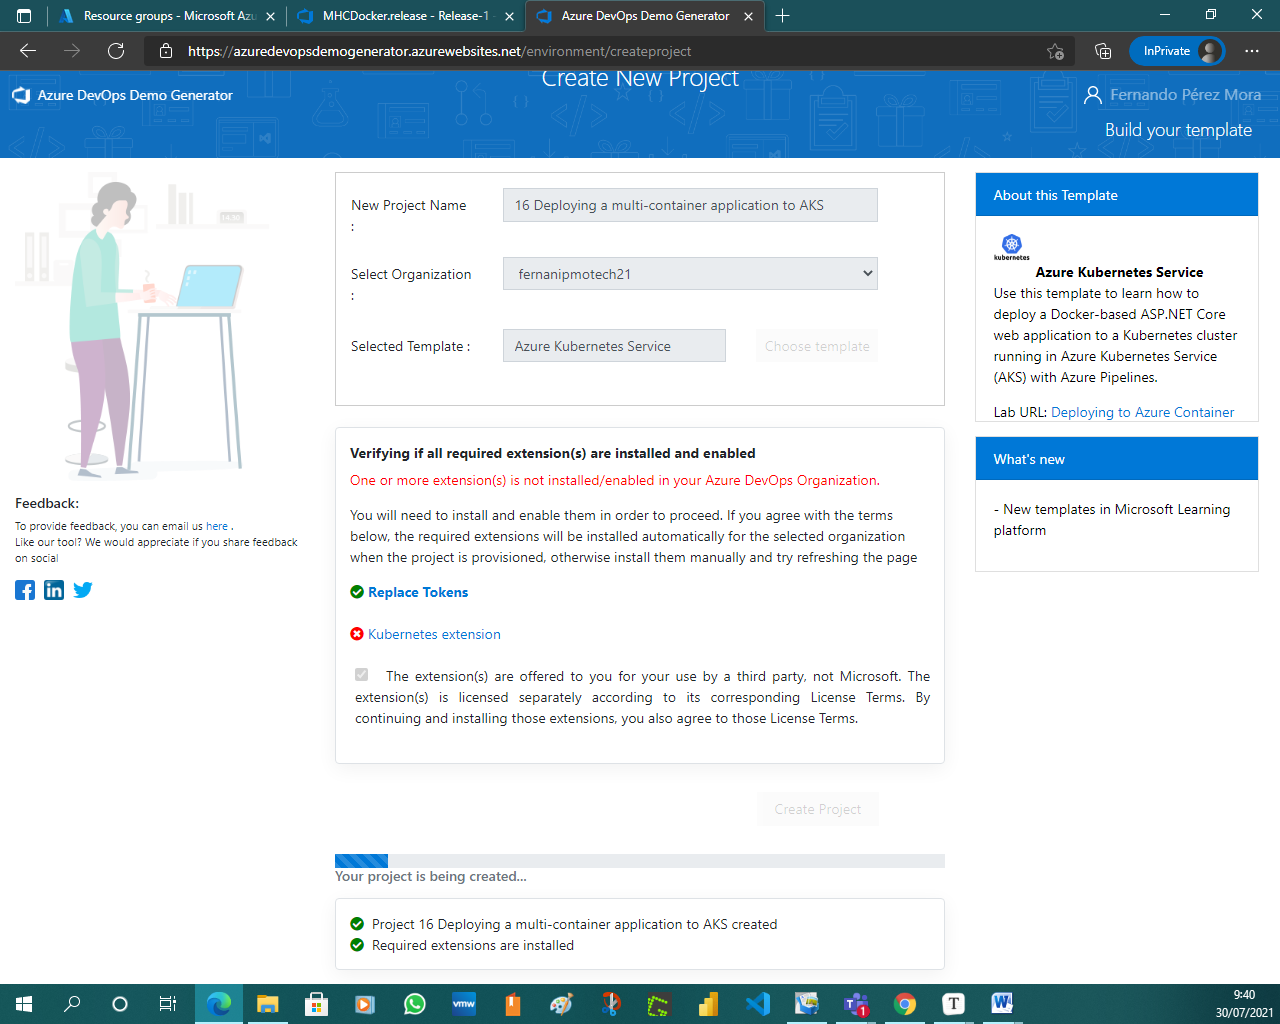 Resource groups - Microsoft Azu
MHCDocker.release - Release-1 -
Azure DevOps Demo Generator
https://azuredevopsdemogenerator.azurewebsites.net/environment/createproject
InPrivate
Create New Project
Azure DevOps Demo Generator
Fernando Pérez Mora
Build your template
New Project Name
:
16 Deploying a multi-container application to AKS
Select Organization
:
fernanipmotech21
Selected Template :
Azure Kubernetes Service
Choose template
About this Template
kubernetes
Azure Kubernetes Service
Use this template to learn how to
deploy a Docker-based ASP.NET Core
web application to a Kubernetes cluster
running in Azure Kubernetes Service
(AKS) with Azure Pipelines.
Lab URL: Deploying to Azure Container
What's new
- New templates in Microsoft Learning
platform
Verifying if all required extension(s) are installed and enabled
One or more extension(s) is not installed/enabled in your Azure DevOps Organization.
You will need to install and enable them in order to proceed. If you agree with the terms
below, the required extensions will be installed automatically for the selected organization
when the project is provisioned, otherwise install them manually and try refreshing the page
Replace Tokens
Kubernetes extension
The extension(s) are offered to you for your use by a third party, not Microsoft. The
extension(s) is licensed separately according to its corresponding License Terms. By
continuing and installing those extensions, you also agree to those License Terms.
Create Project
Your project is being created...
Project 16 Deploying a multi-container application to AKS created
Required extensions are installed
Feedback:
To provide feedback, you can email us here .
Like our tool? We would appreciate if you share feedback
on social
vmw
1
T
9:40
30/07/2021